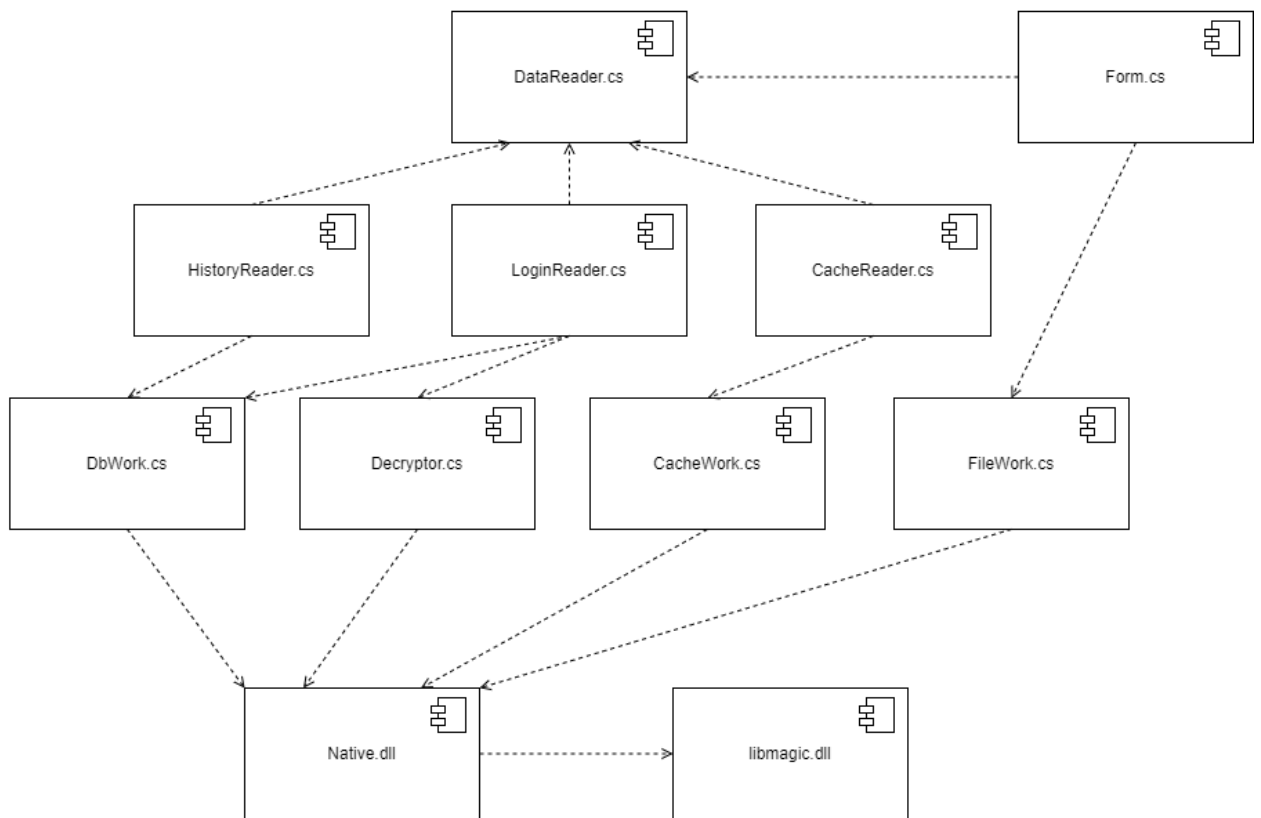 DataReader.cs
Form.cs
HistoryReader.cs
LoginReader.cs
CacheReader.cs
DbWork.cs
Decryptor.cs
CacheWork.cs
FileWork.cs
Native.dll
libmagic.dll